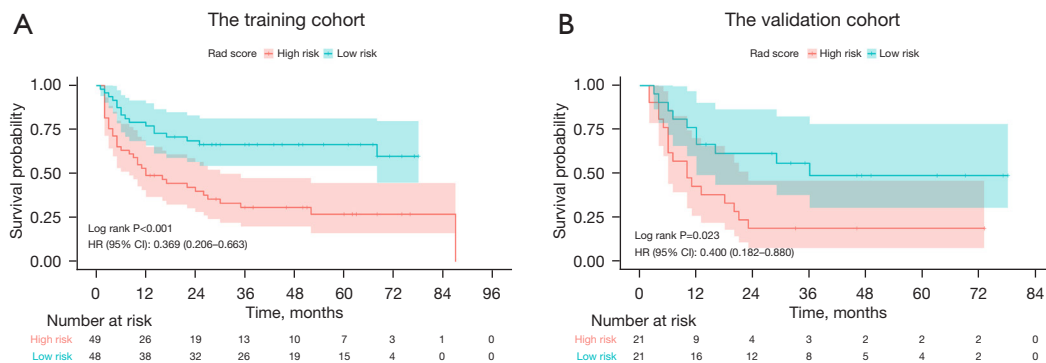 A
The training cohort
Rad score High risk Low risk
Survival probability
1.00
0.75
0.50
0.25
0.00
Log rank P<0.001
HR (95% CI): 0.369 (0.206–0.663)
0 12 24 36 48 60 72 84 96
Time, months
Number at risk
High risk 49 26 19 13 10 7 3 1 0
Low risk 48 38 32 26 19 15 4 0 0
B
The validation cohort
Rad score High risk Low risk
Survival probability
1.00
0.75
0.50
0.25
0.00
Log rank P=0.023
HR (95% CI): 0.400 (0.182–0.880)
0 12 24 36 48 60 72 84
Time, months
Number at risk
High risk 21 9 4 3 2 2 2 0
Low risk 21 16 12 8 5 4 2 0